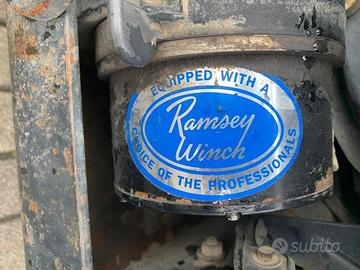 EQUIPPED WITH A
Ramsey
Winch
CHOICE OF THE PROFESSIONALS
subito